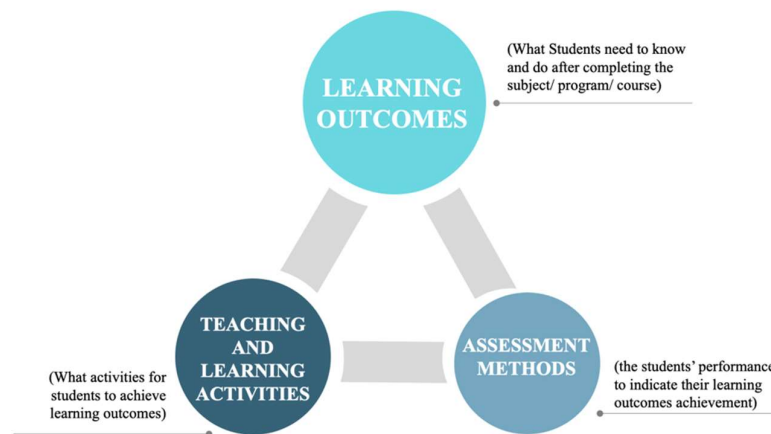 LEARNING
OUTCOMES
(What Students need to know
and do after completing the
subject/ program/ course)
TEACHING
AND
LEARNING
ACTIVITIES
(What activities for
students to achieve
learning outcomes)
ASSESSMENT
METHODS
(the students’ performance
to indicate their learning
outcomes achievement)